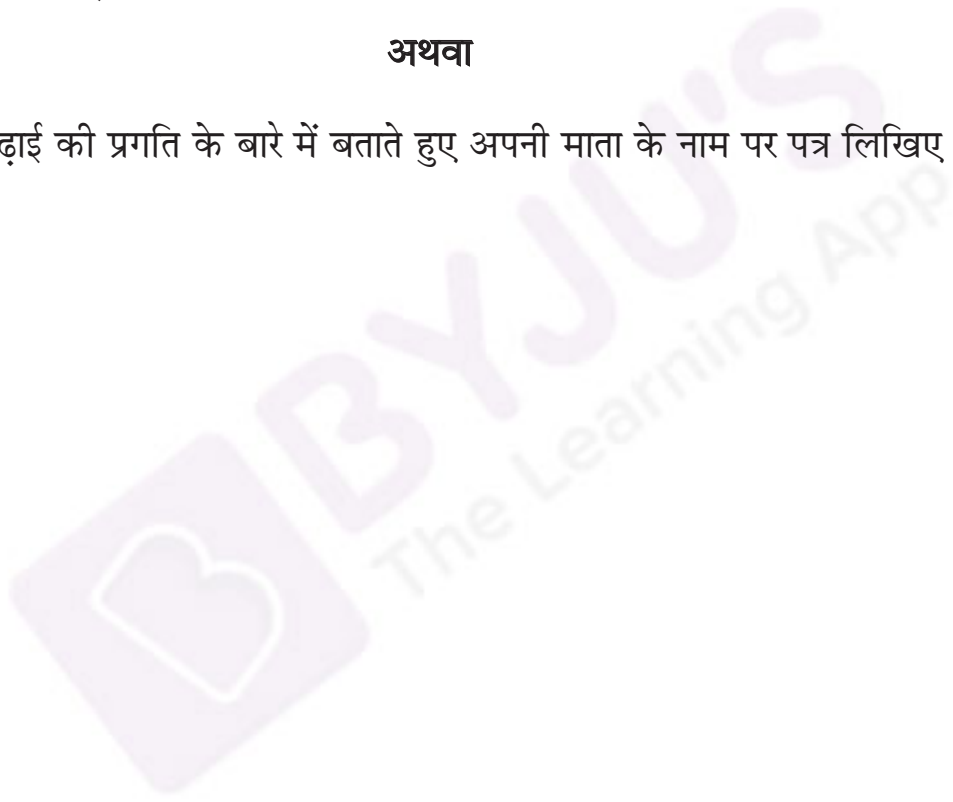 अथवा
ढ़ाई की प्रगति के बारे में बताते हुए अपनी माता के नाम पर पत्र लिखिए
BYJU'S
The Learning App